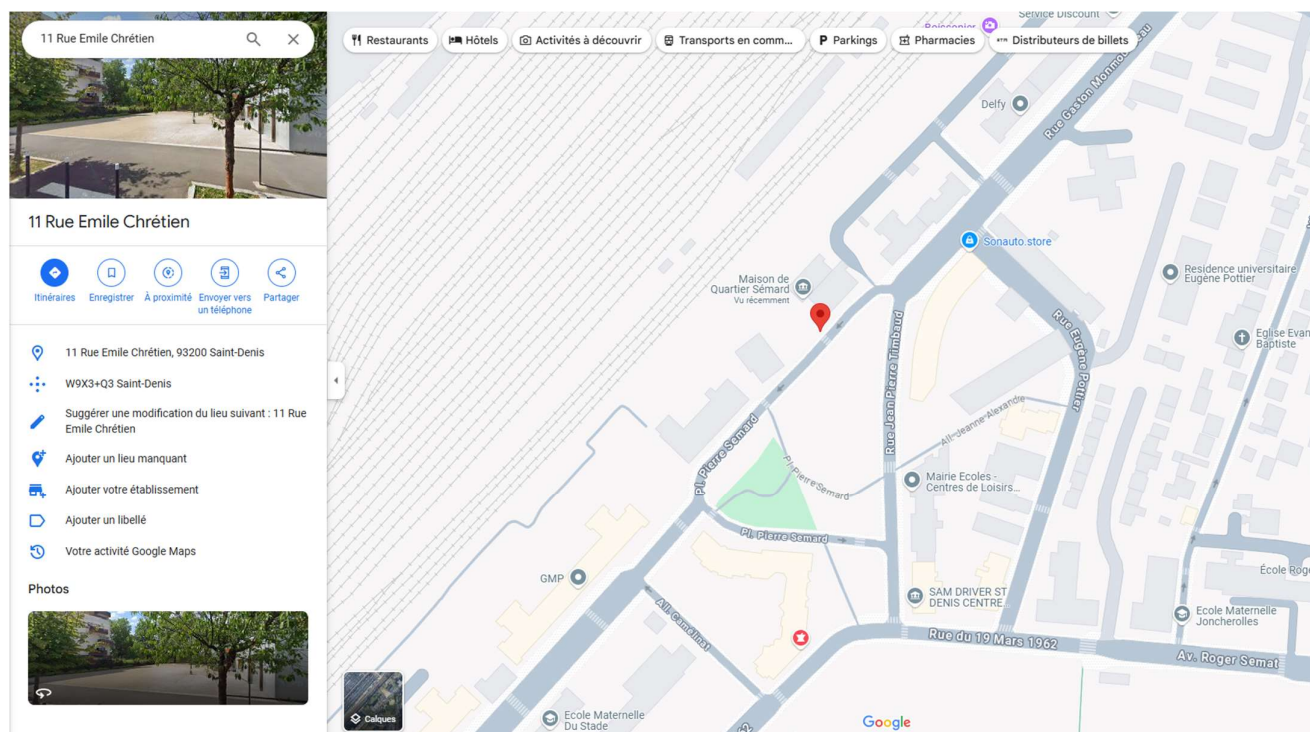 11 Rue Emile Chrétien
Restaurants
Hôtels
Activités à découvrir
Transports en comm...
Parkings
Pharmacies
Distributeurs de billets
11 Rue Emile Chrétien
Itinéraires
Enregistrer
À proximité
Envoyer vers
un téléphone
Partager
11 Rue Emile Chrétien, 93200 Saint-Denis
W9X3+Q3 Saint-Denis
Suggérer une modification du lieu suivant : 11 Rue
Emile Chrétien
Ajouter un lieu manquant
Ajouter votre établissement
Ajouter un libellé
Votre activité Google Maps
Photos
Service Discount
Delfy
Rue Gaston Monmousseau
Sonauto.store
Maison de
Quartier Sémard
Vu récemment
Residence universitaire
Eugène Pottier
Eglise Evan
Baptiste
Rue Jean Pierre Timbaud
Rue Eugène Pottier
All. Jeanne-Alexandre
Pl. Pierre Semard
Pl. Pierre Semard
Pl. Pierre Semard
Mairie Ecoles -
Centres de Loisirs...
GMP
All. Camélinat
SAM DRIVER ST
DENIS CENTRE...
École Rog
Ecole Maternelle
Joncherolles
Rue du 19 Mars 1962
Av. Roger Semat
Ecole Maternelle
Du Stade
62
Calques
Google